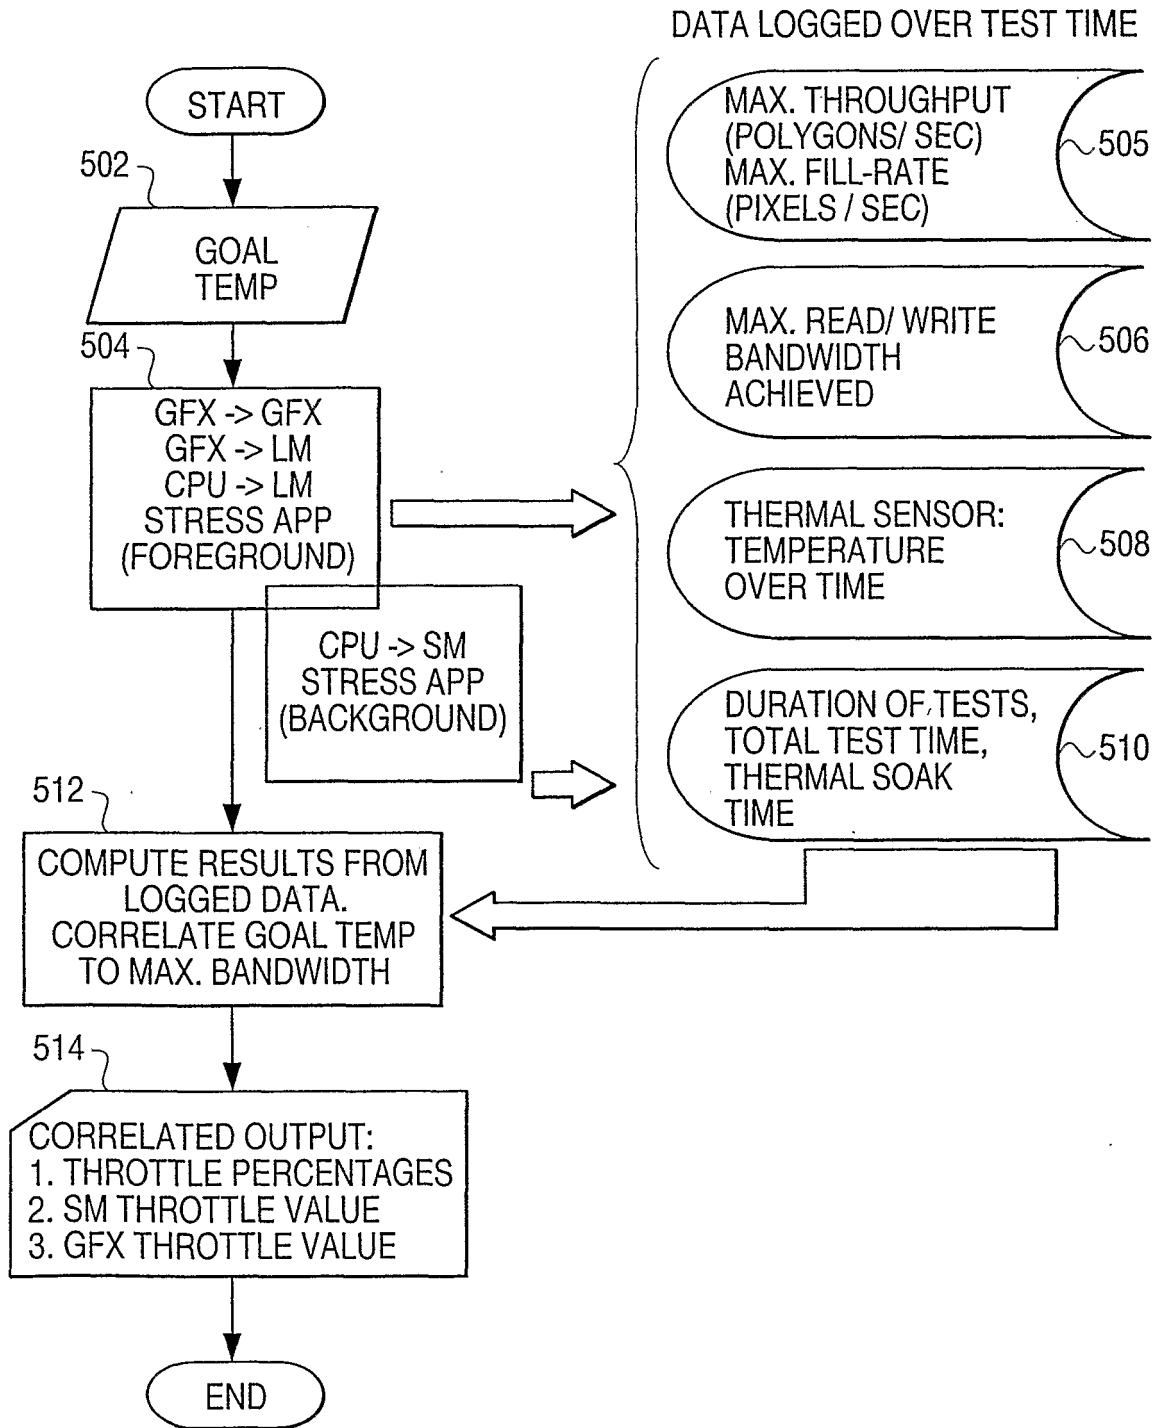 DATA LOGGED OVER TEST TIME
START
502
GOAL
TEMP
504
GFX -> GFX
GFX -> LM
CPU -> LM
STRESS APP
(FOREGROUND)
CPU -> SM
STRESS APP
(BACKGROUND)
MAX. THROUGHPUT
(POLYGONS/ SEC)
MAX. FILL-RATE
(PIXELS / SEC)
505
MAX. READ/ WRITE
BANDWIDTH
ACHIEVED
506
THERMAL SENSOR:
TEMPERATURE
OVER TIME
508
DURATION OF TESTS,
TOTAL TEST TIME,
THERMAL SOAK
TIME
510
512
COMPUTE RESULTS FROM
LOGGED DATA.
CORRELATE GOAL TEMP
TO MAX. BANDWIDTH
514
CORRELATED OUTPUT:
1. THROTTLE PERCENTAGES
2. SM THROTTLE VALUE
3. GFX THROTTLE VALUE
END